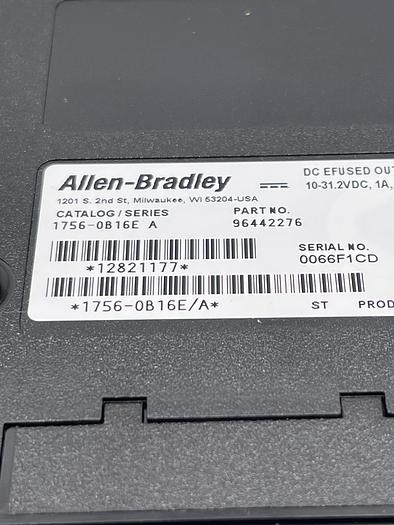 Allen-Bradley
DC EFUSED OUT
10-31.2VDC, 1A,
1201 S. 2nd St, Milwaukee, WI 53204-USA
CATALOG / SERIES
PART NO.
1756-OB16E A
96442276
SERIAL NO.
0066F1CD
*12821177*
*1756-OB16E/A*
ST PROD